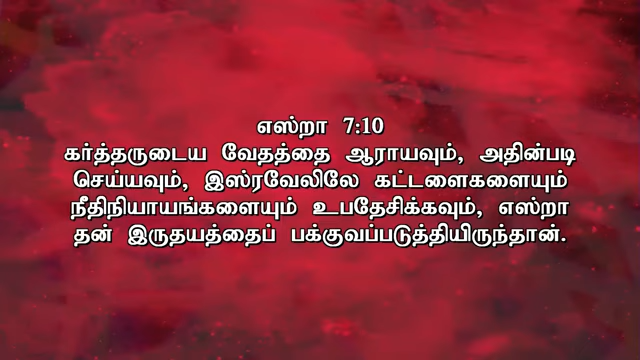 எஸ்றா 7:10
கர்த்தருடைய வேதத்தை ஆராயவும், அதின்படி
செய்யவும், இஸ்ரவேலிலே கட்டளைகளையும்
நீதிநியாயங்களையும் உபதேசிக்கவும், எஸ்றா
தன் இருதயத்தைப் பக்குவப்படுத்தியிருந்தான்.